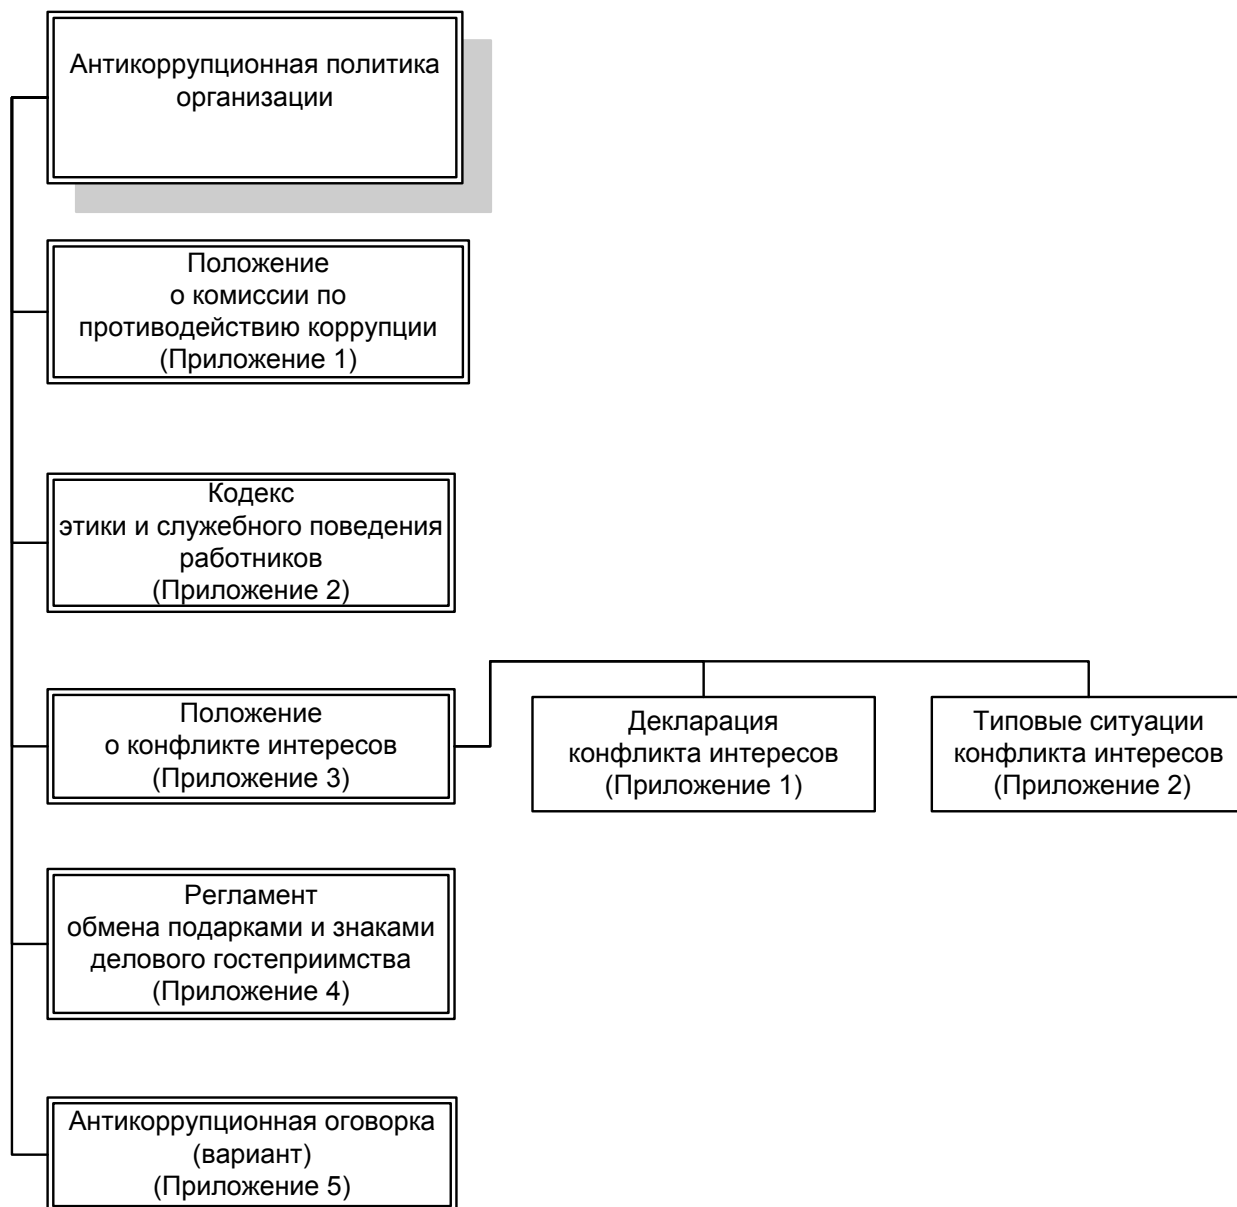 Антикоррупционная политика
организации
Положение
о комиссии по
противодействию коррупции
(Приложение 1)
Кодекс
этики и служебного поведения
работников
(Приложение 2)
Положение
о конфликте интересов
(Приложение 3)
Декларация
конфликта интересов
(Приложение 1)
Типовые ситуации
конфликта интересов
(Приложение 2)
Регламент
обмена подарками и знаками
делового гостеприимства
(Приложение 4)
Антикоррупционная оговорка
(вариант)
(Приложение 5)